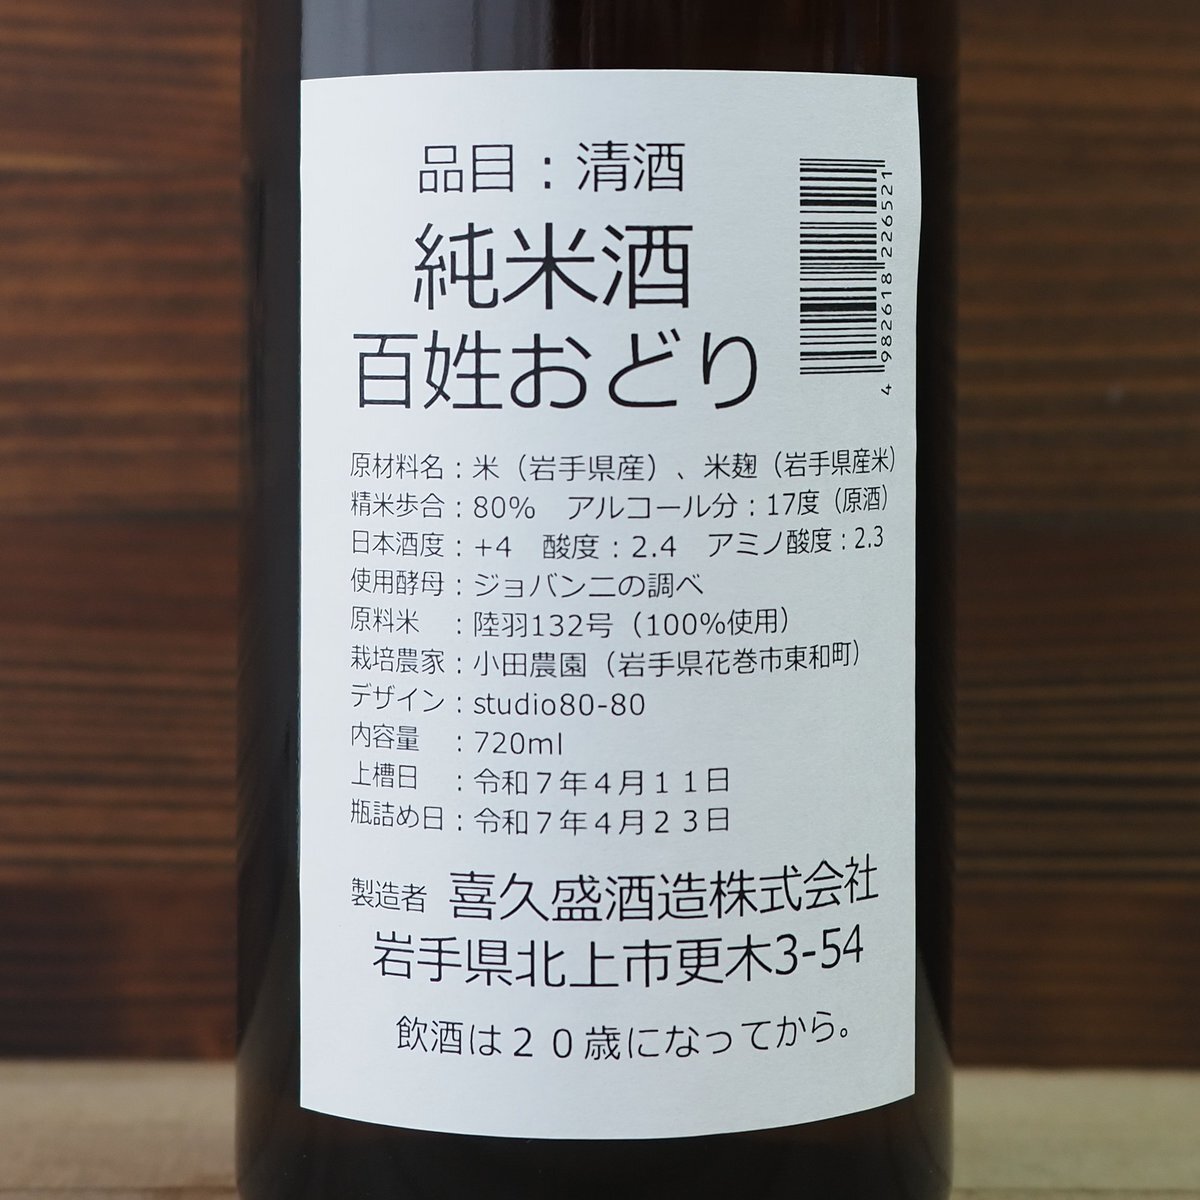 品目：清酒
純米酒
百姓おどり
原材料名：米（岩手県産）、米麹（岩手県産米）
精米歩合：80%　アルコール分：17度（原酒）
日本酒度：+4　酸度：2.4　アミノ酸度：2.3
使用酵母：ジョバンニの調べ
原料米　：陸羽132号（100%使用）
栽培農家：小田農園（岩手県花巻市東和町）
デザイン：studio80-80
内容量　：720ml
上槽日　：令和７年４月１１日
瓶詰め日：令和７年４月２３日
製造者　喜久盛酒造株式会社
岩手県北上市更木3-54
飲酒は２０歳になってから。
4 982618 226521